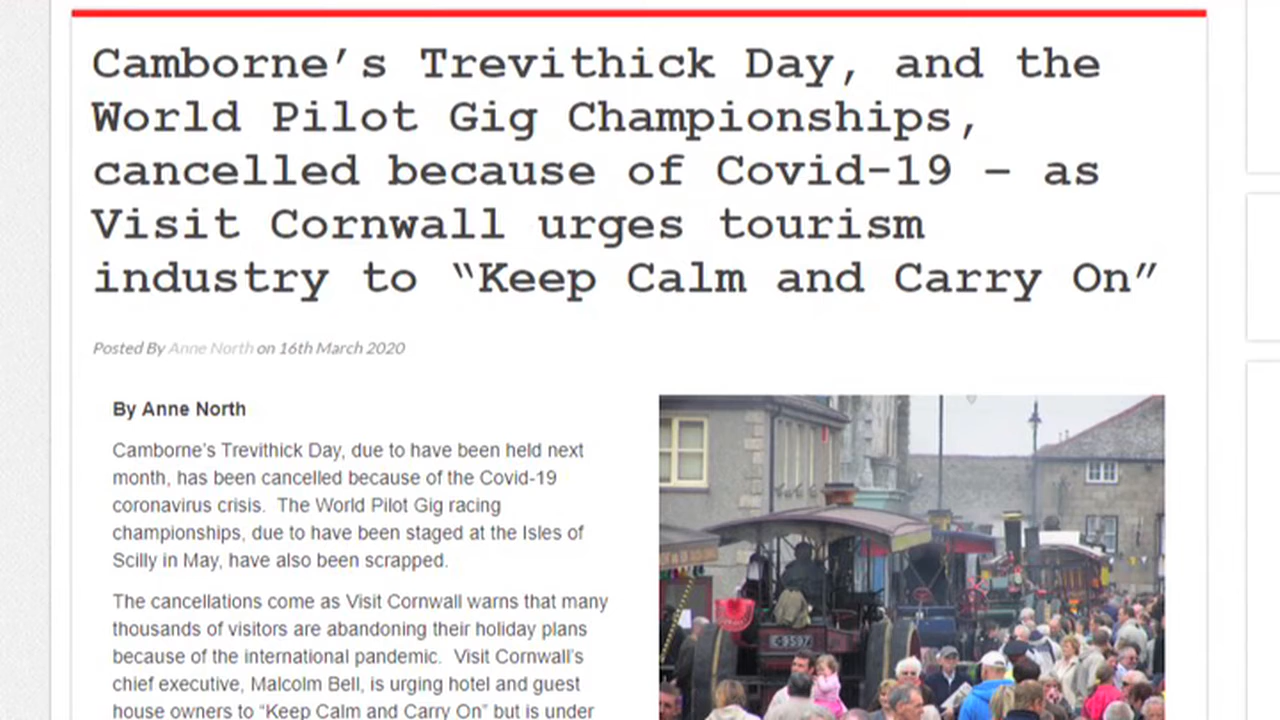 Camborne’s Trevithick Day, and the
World Pilot Gig Championships,
cancelled because of Covid-19 – as
Visit Cornwall urges tourism
industry to “Keep Calm and Carry On”
Posted By Anne North on 16th March 2020
By Anne North
Camborne’s Trevithick Day, due to have been held next
month, has been cancelled because of the Covid-19
coronavirus crisis.  The World Pilot Gig racing
championships, due to have been staged at the Isles of
Scilly in May, have also been scrapped.
The cancellations come as Visit Cornwall warns that many
thousands of visitors are abandoning their holiday plans
because of the international pandemic.  Visit Cornwall’s
chief executive, Malcolm Bell, is urging hotel and guest
house owners to “Keep Calm and Carry On” but is under